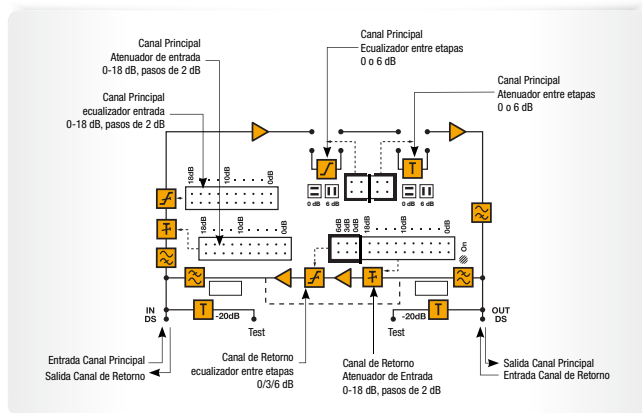 Canal Principal
Atenuador de entrada
0-18 dB, pasos de 2 dB
Canal Principal
Ecualizador entre etapas
0 o 6 dB
Canal Principal
Atenuador entre etapas
0 o 6 dB
Canal Principal
ecualizador entrada
0-18 dB, pasos de 2 dB
18dB
10dB
0dB
T
0 dB
6 dB
0 dB
6 dB
18dB
10dB
0dB
6dB
3dB
0dB
18dB
10dB
0dB
On
T
T
IN
DS
T
-20dB
Test
Test
-20dB
T
OUT
DS
Entrada Canal Principal
Salida Canal de Retorno
Canal de Retorno
ecualizador entre etapas
0/3/6 dB
Canal de Retorno
Atenuador de Entrada
0-18 dB, pasos de 2 dB
Salida Canal Principal
Entrada Canal de Retorno